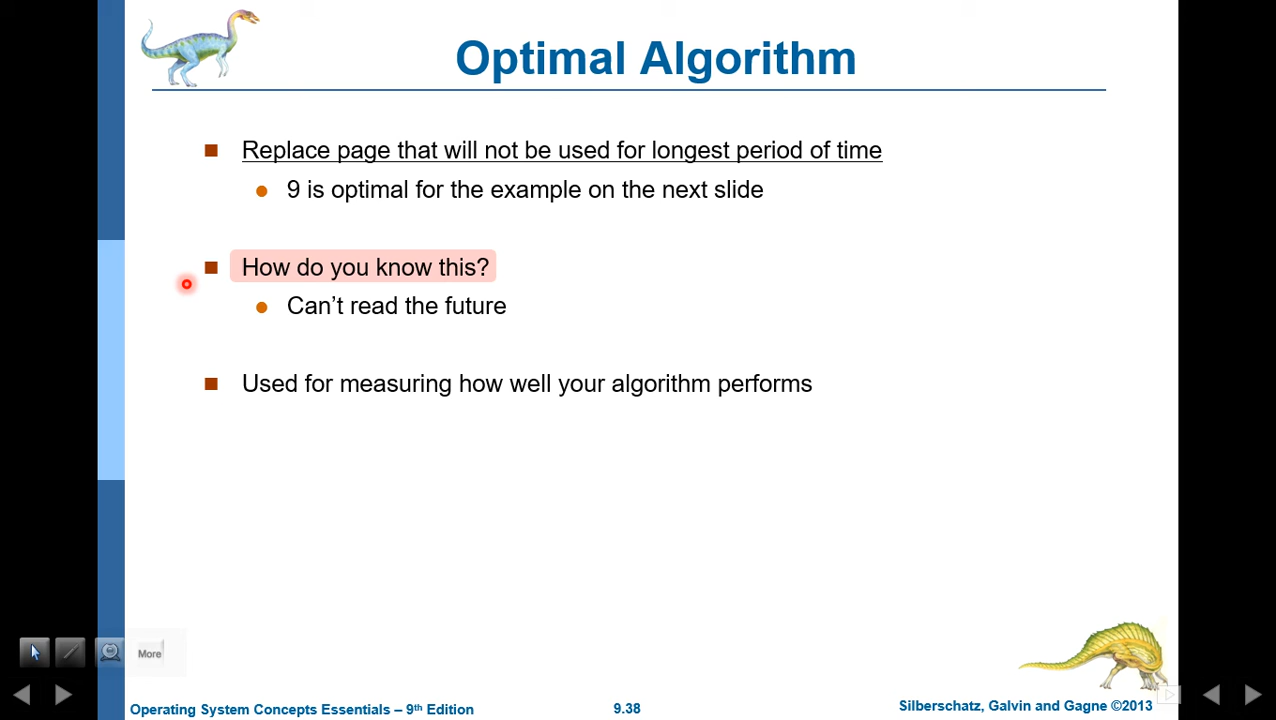 Optimal Algorithm
Replace page that will not be used for longest period of time
9 is optimal for the example on the next slide
How do you know this?
Can’t read the future
Used for measuring how well your algorithm performs
More
Operating System Concepts Essentials – 9th Edition
9.38
Silberschatz, Galvin and Gagne ©2013